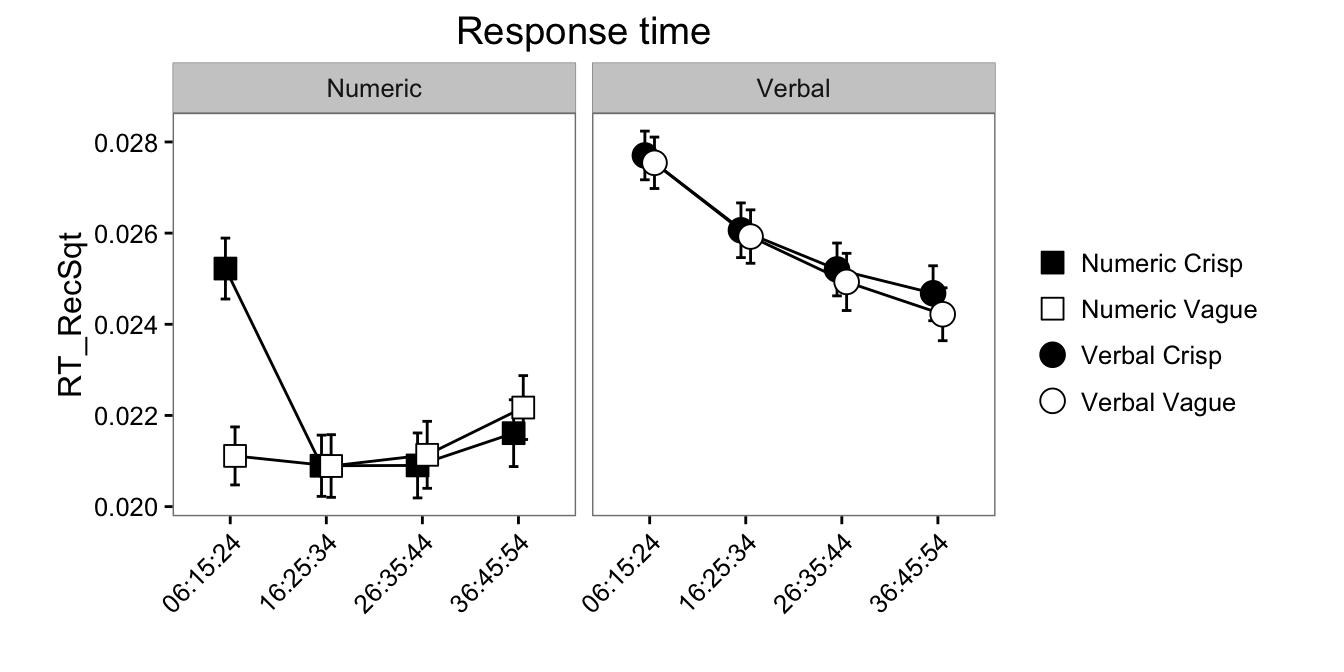 Response time
Numeric
Verbal
RT_RecSqt
0.028
0.026
0.024
0.022
0.020
06:15:24
16:25:34
26:35:44
36:45:54
06:15:24
16:25:34
26:35:44
36:45:54
Numeric Crisp
Numeric Vague
Verbal Crisp
Verbal Vague